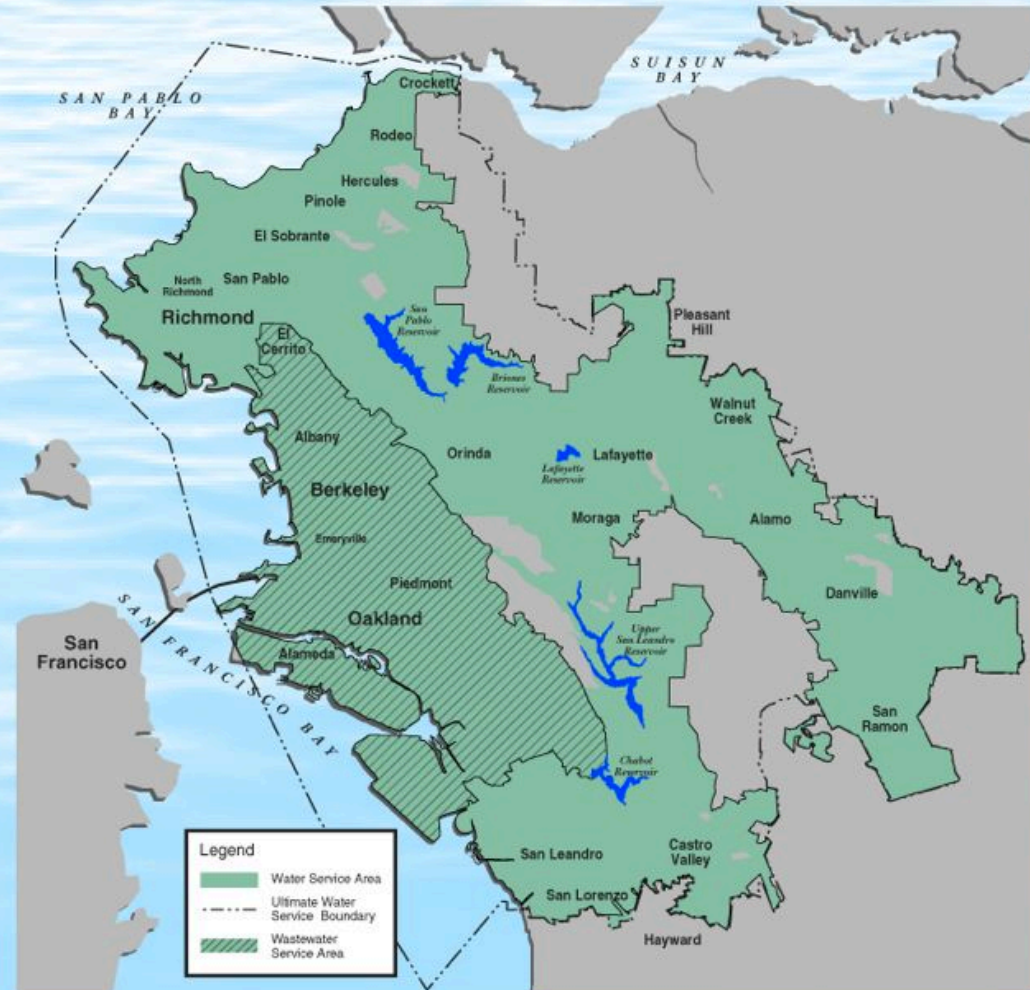 SUISUN
BAY
SAN PABLO
BAY
Crockett
Rodeo
Hercules
Pinole
El Sobrante
North
Richmond
San Pablo
Richmond
San
Pablo
Reservoir
Pleasant
Hill
El
Cerrito
Briones
Reservoir
Walnut
Creek
Albany
Orinda
Lafayette
Lafayette
Reservoir
Berkeley
Moraga
Alamo
Emeryville
Piedmont
Danville
Oakland
San
Francisco
Upper
San Leandro
Reservoir
Alameda
SAN FRANCISCO BAY
San
Ramon
Chabot
Reservoir
San Leandro
Castro
Valley
San Lorenzo
Hayward
Legend
Water Service Area
Ultimate Water
Service Boundary
Wastewater
Service Area